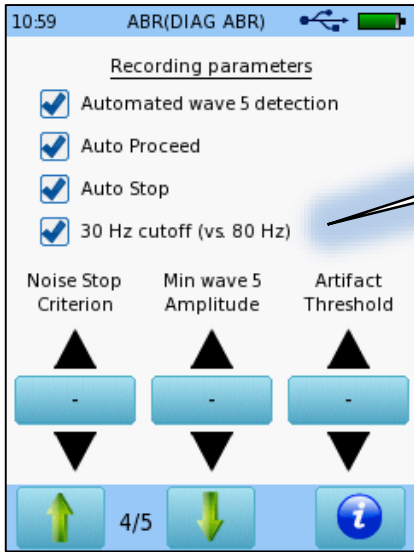 10:59 ABR(DIAG ABR)
Recording parameters
Automated wave 5 detection
Auto Proceed
Auto Stop
30 Hz cutoff (vs. 80 Hz)
Noise Stop Min wave 5 Artifact
Criterion Amplitude Threshold
- - -
4/5 i